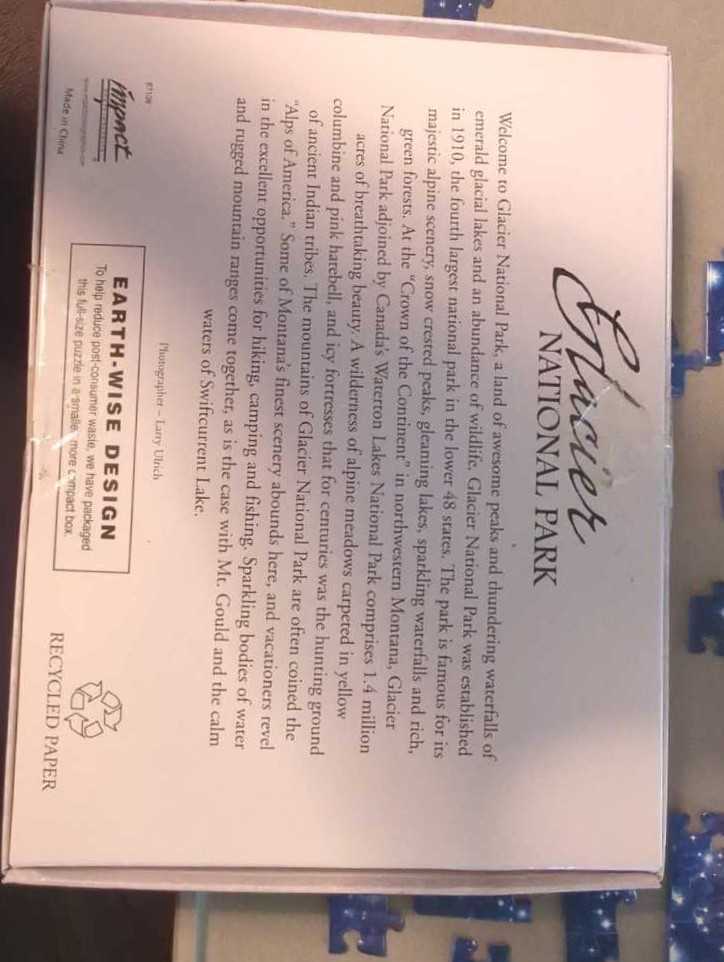 Glacier
NATIONAL PARK
Welcome to Glacier National Park, a land of awesome peaks and thundering waterfalls of
emerald glacial lakes and an abundance of wildlife. Glacier National Park was established
in 1910, the fourth largest national park in the lower 48 states. The park is famous for its
majestic alpine scenery, snow crested peaks, gleaming lakes, sparkling waterfalls and rich,
green forests. At the "Crown of the Continent" in northwestern Montana, Glacier
National Park adjoined by Canada's Waterton Lakes National Park comprises 1.4 million
acres of breathtaking beauty. A wilderness of alpine meadows carpeted in yellow
columbine and pink harebell, and icy fortresses that for centuries was the hunting ground
of ancient Indian tribes. The mountains of Glacier National Park are often coined the
"Alps of America." Some of Montana's finest scenery abounds here, and vacationers revel
in the excellent opportunities for hiking, camping and fishing. Sparkling bodies of water
and rugged mountain ranges come together, as is the case with Mt. Gould and the calm
waters of Swiftcurrent Lake.
Photographer – Larry Ulrich
impact
Made in China
EARTH-WISE DESIGN
To help reduce post-consumer waste, we have packaged
this full-size puzzle in a smaller, more compact box.
RECYCLED PAPER